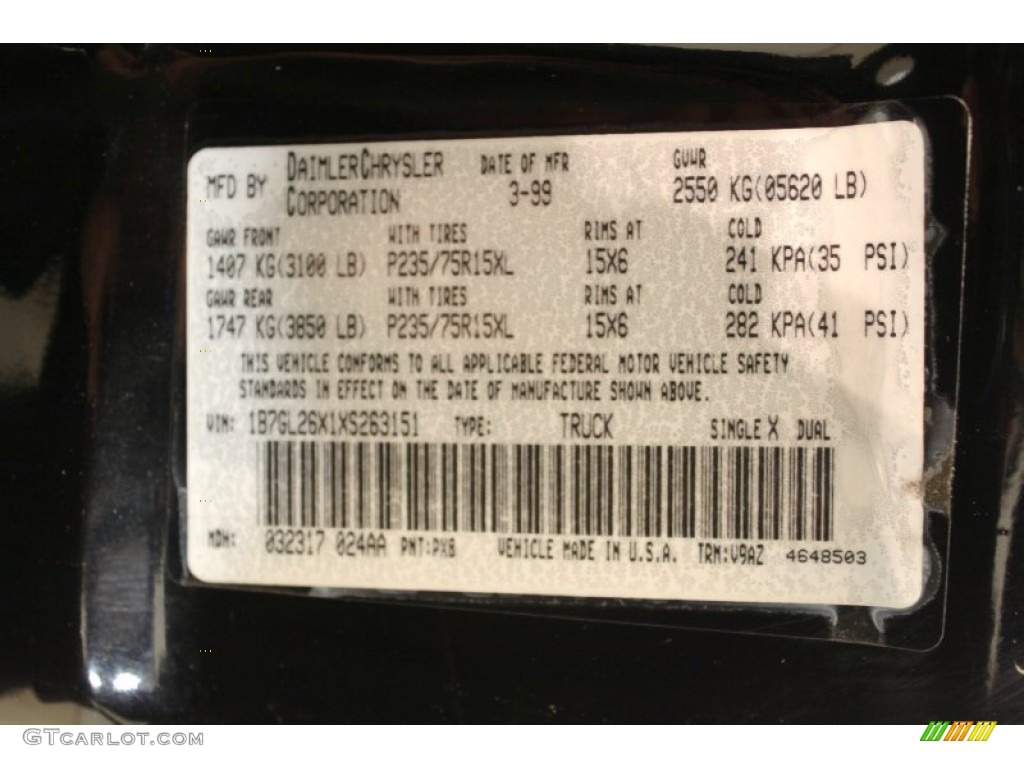 MFD BY DAIMLERCHRYSLER CORPORATION DATE OF MFR 3-99 GVWR 2550 KG(05620 LB)
GAWR FRONT WITH TIRES RIMS AT COLD
1407 KG(3100 LB) P235/75R15XL 15X6 241 KPA(35 PSI)
GAWR REAR WITH TIRES RIMS AT COLD
1747 KG(3850 LB) P235/75R15XL 15X6 282 KPA(41 PSI)
THIS VEHICLE CONFORMS TO ALL APPLICABLE FEDERAL MOTOR VEHICLE SAFETY
STANDARDS IN EFFECT ON THE DATE OF MANUFACTURE SHOWN ABOVE.
VIN: 1B7GL26X1XS263151 TYPE: TRUCK SINGLE X DUAL
MDH: 032317 024AA PNT:PX8 VEHICLE MADE IN U.S.A. TRM:V9AZ 4648503
GTCARLOT.COM